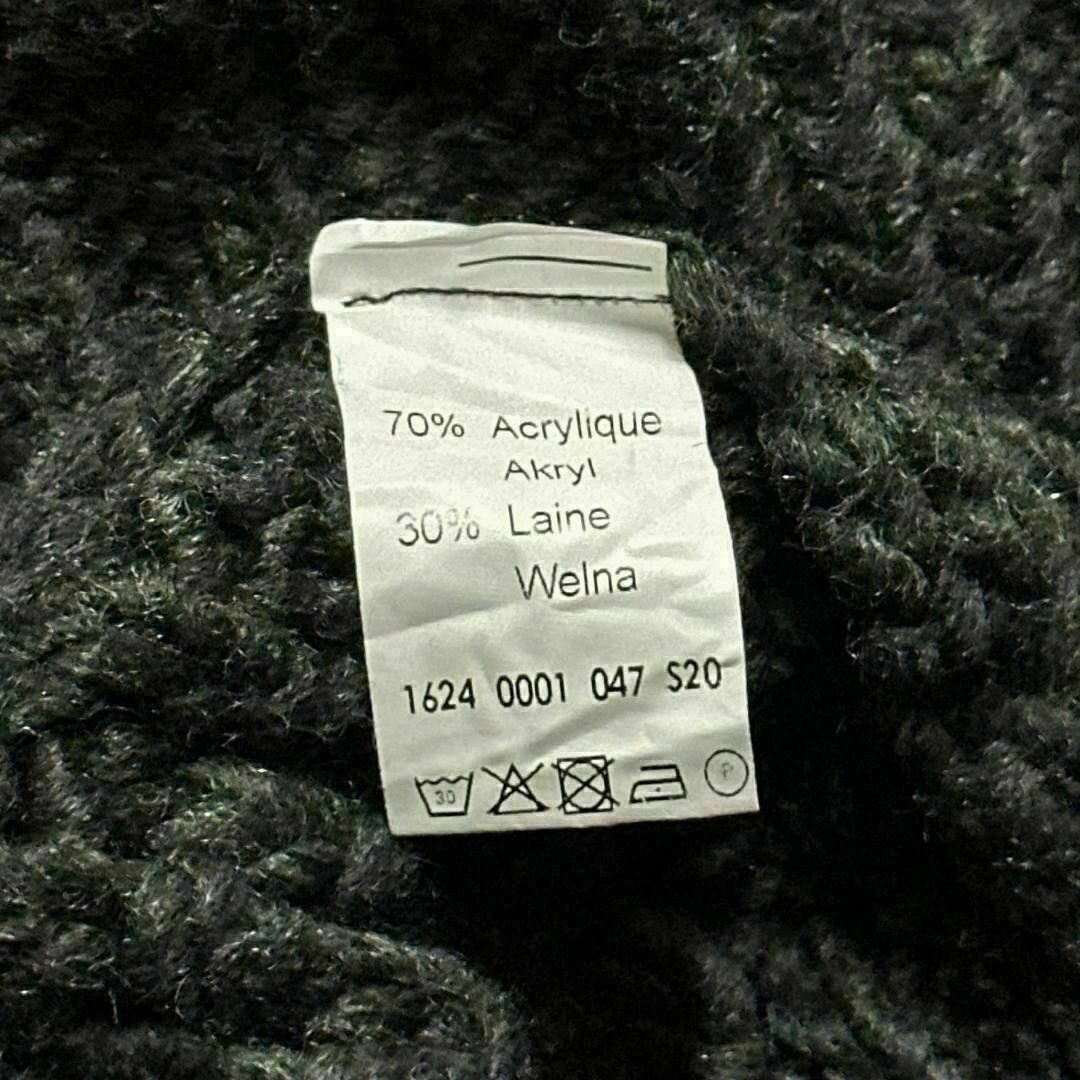 70% Acrylique
Akryl
30% Laine
Welna
1624 0001 047 S20
30 P